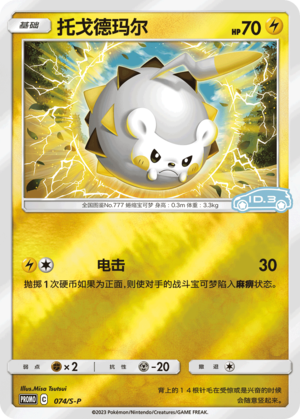 基础 托戈德玛尔 HP70
ID.3
全国图鉴No.777 蜷缩宝可梦 身高：0.3m 体重：3.3kg
电击 30
抛掷1次硬币如果为正面，则使对手的战斗宝可梦陷入麻痹状态。
弱点 ×2 抗性 -20 撤退
Illus.Misa Tsutsui
PROMO C 074/S-P
背上的14根针毛在受惊或是兴奋的时候
会随意竖起来。
©2023 Pokémon/Nintendo/Creatures/GAME FREAK.